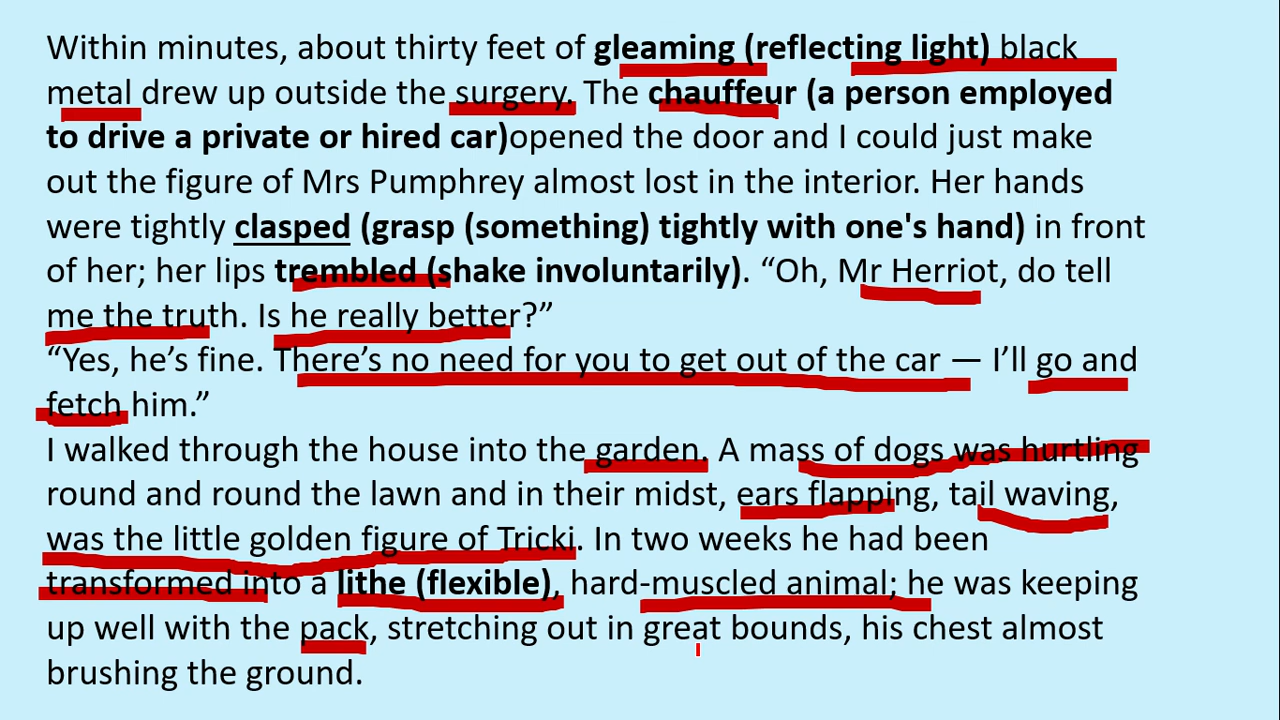 Within minutes, about thirty feet of gleaming (reflecting light) black
metal drew up outside the surgery. The chauffeur (a person employed
to drive a private or hired car)opened the door and I could just make
out the figure of Mrs Pumphrey almost lost in the interior. Her hands
were tightly clasped (grasp (something) tightly with one's hand) in front
of her; her lips trembled (shake involuntarily). “Oh, Mr Herriot, do tell
me the truth. Is he really better?”
“Yes, he’s fine. There’s no need for you to get out of the car — I’ll go and
fetch him.”
I walked through the house into the garden. A mass of dogs was hurtling
round and round the lawn and in their midst, ears flapping, tail waving,
was the little golden figure of Tricki. In two weeks he had been
transformed into a lithe (flexible), hard-muscled animal; he was keeping
up well with the pack, stretching out in great bounds, his chest almost
brushing the ground.